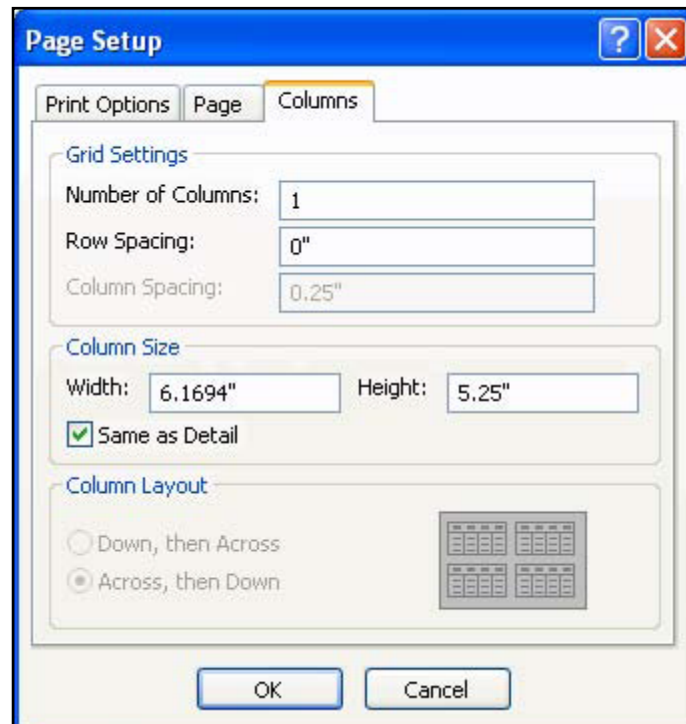 Page Setup
Print Options Page Columns
Grid Settings
Number of Columns: 1
Row Spacing: 0"
Column Spacing: 0.25"
Column Size
Width: 6.1694" Height: 5.25"
Same as Detail
Column Layout
Down, then Across
Across, then Down
OK Cancel